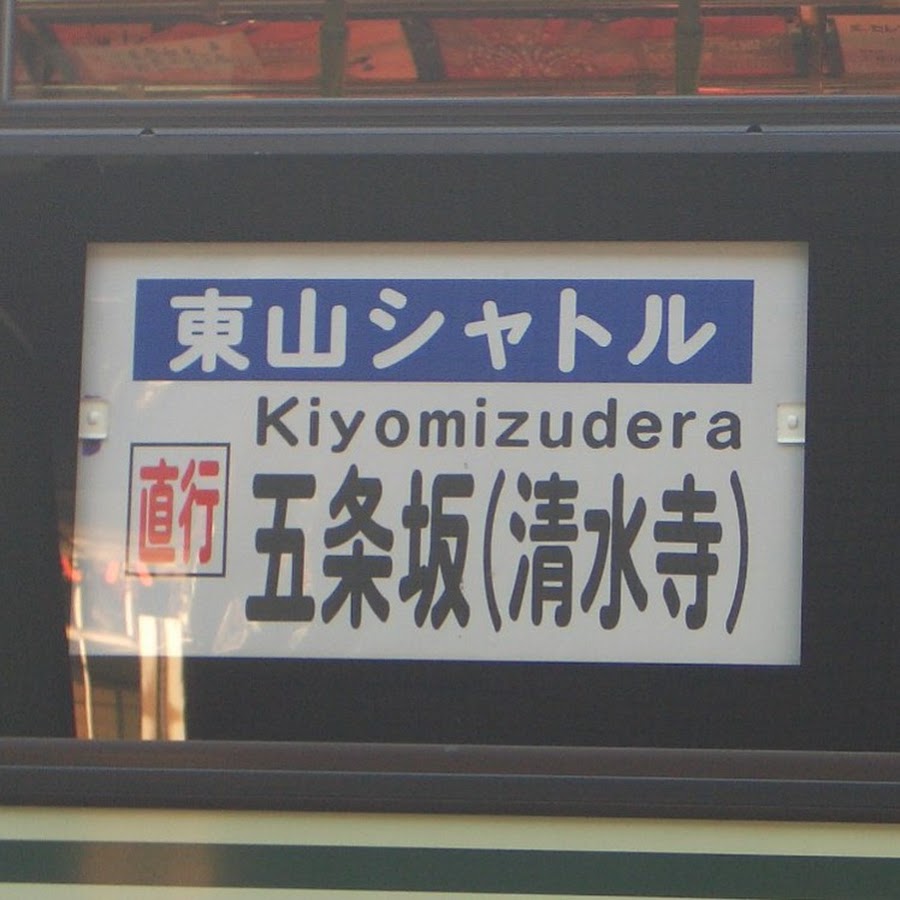 東山シャトル
Kiyomizudera
直行
五条坂(清水寺)